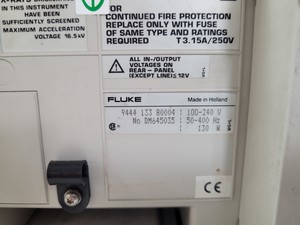 IN THIS INSTRUMENT
HAVE BEEN
SUFFICIENTLY SCREENED
MAXIMUM ACCELERATION
VOLTAGE 16.5kV
OR
CONTINUED FIRE PROTECTION
REPLACE ONLY WITH FUSE
OF SAME TYPE AND RATINGS
REQUIRED T3.15A/250V
ALL IN-/OUTPUT
VOLTAGES ON
REAR-PANEL
(EXCEPT LINE)≤12V
FLUKE Made in Holland
9444 133 80004 100-240 V
No DM645035 50-400 Hz
130 W
CE